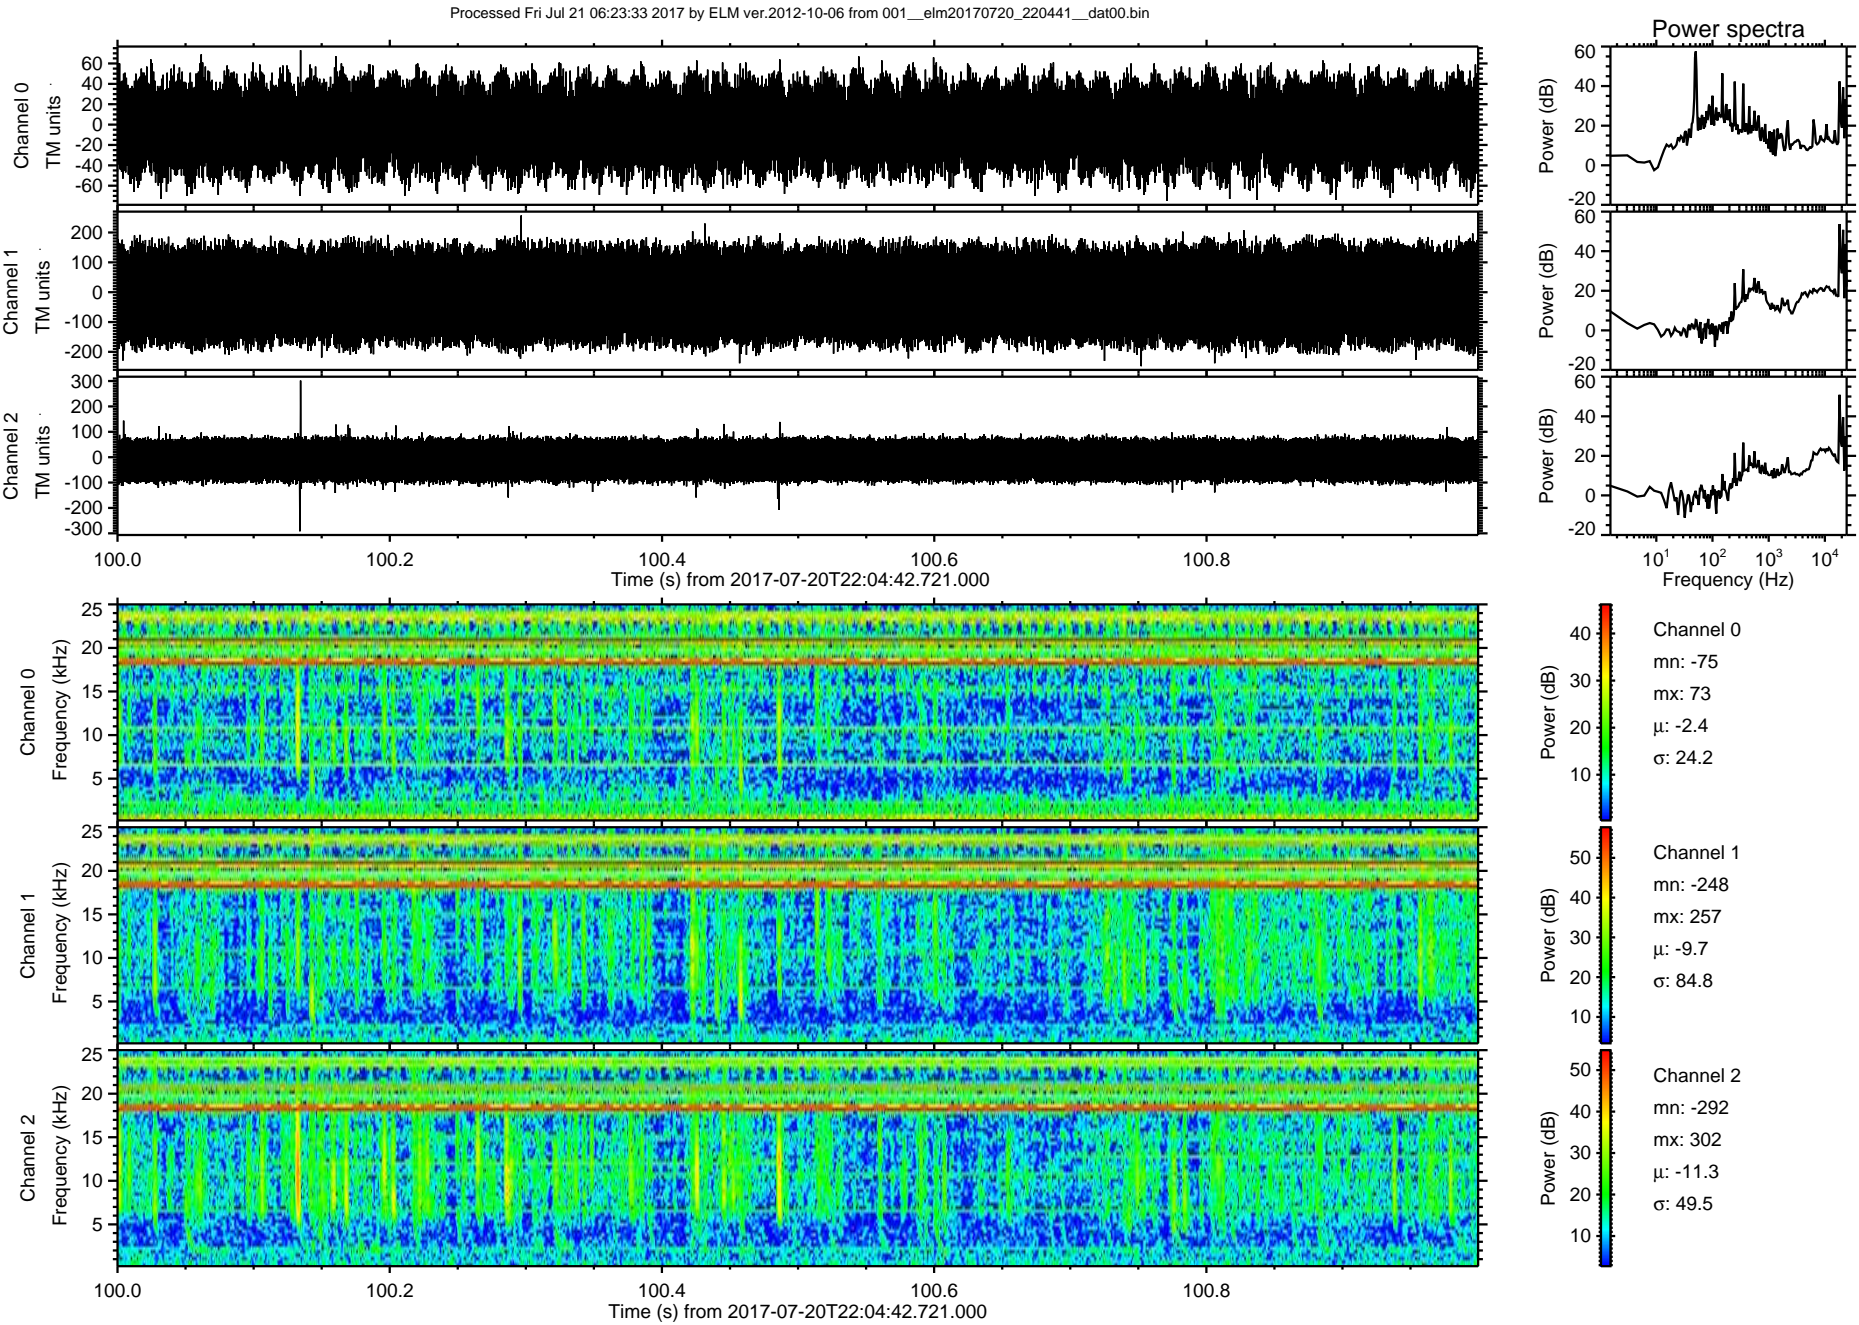 Processed Fri Jul 21 06:23:33 2017 by ELM ver.2012-10-06 from 001__elm20170720_220441__dat00.bin
Power spectra
Channel 0
TM units
60
40
20
0
-20
-40
-60
Power (dB)
60
40
20
0
-20
Channel 1
TM units
200
100
0
-100
-200
Power (dB)
60
40
20
0
-20
Channel 2
TM units
300
200
100
0
-100
-200
-300
Power (dB)
60
40
20
0
-20
100.0 100.2 100.4 100.6 100.8
Time (s) from 2017-07-20T22:04:42.721.000
10^1 10^2 10^3 10^4
Frequency (Hz)
Channel 0
Frequency (kHz)
25
20
15
10
5
Power (dB)
40
30
20
10
Channel 0
mn: -75
mx: 73
µ: -2.4
σ: 24.2
Channel 1
Frequency (kHz)
25
20
15
10
5
Power (dB)
50
40
30
20
10
Channel 1
mn: -248
mx: 257
µ: -9.7
σ: 84.8
Channel 2
Frequency (kHz)
25
20
15
10
5
Power (dB)
50
40
30
20
10
Channel 2
mn: -292
mx: 302
µ: -11.3
σ: 49.5
100.0 100.2 100.4 100.6 100.8
Time (s) from 2017-07-20T22:04:42.721.000